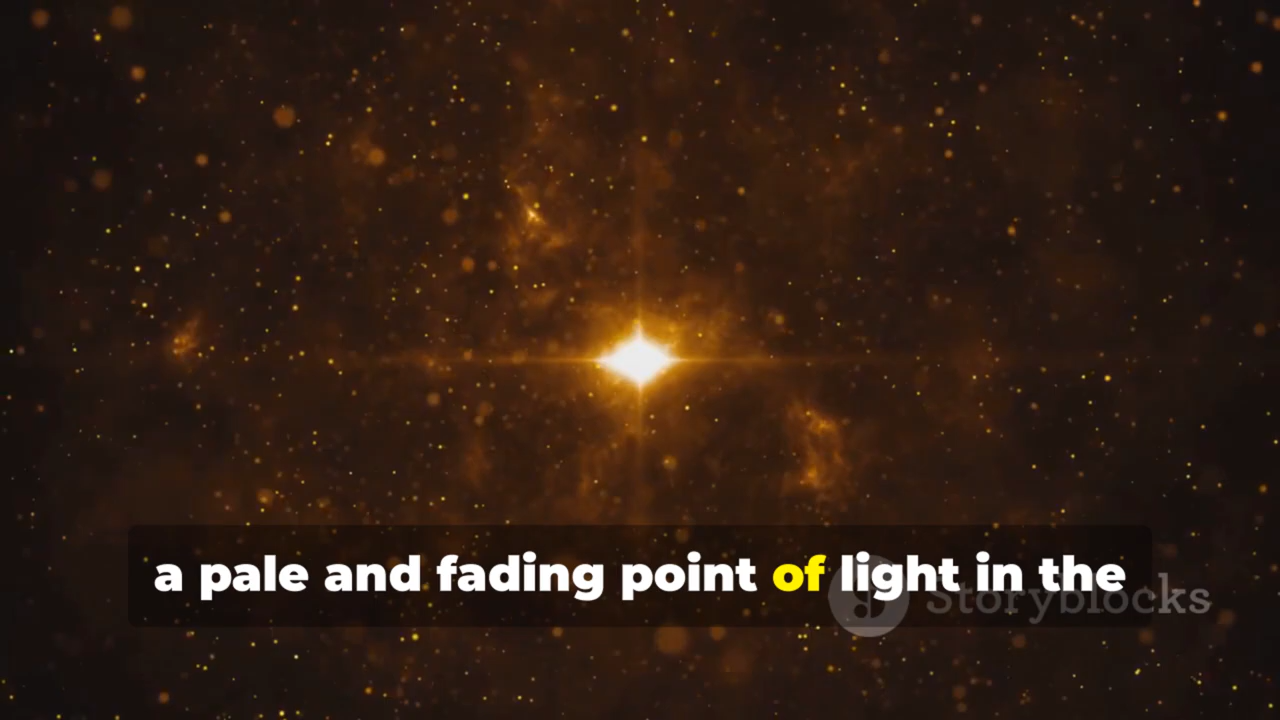 a pale and fading point of light in the
Storyblocks